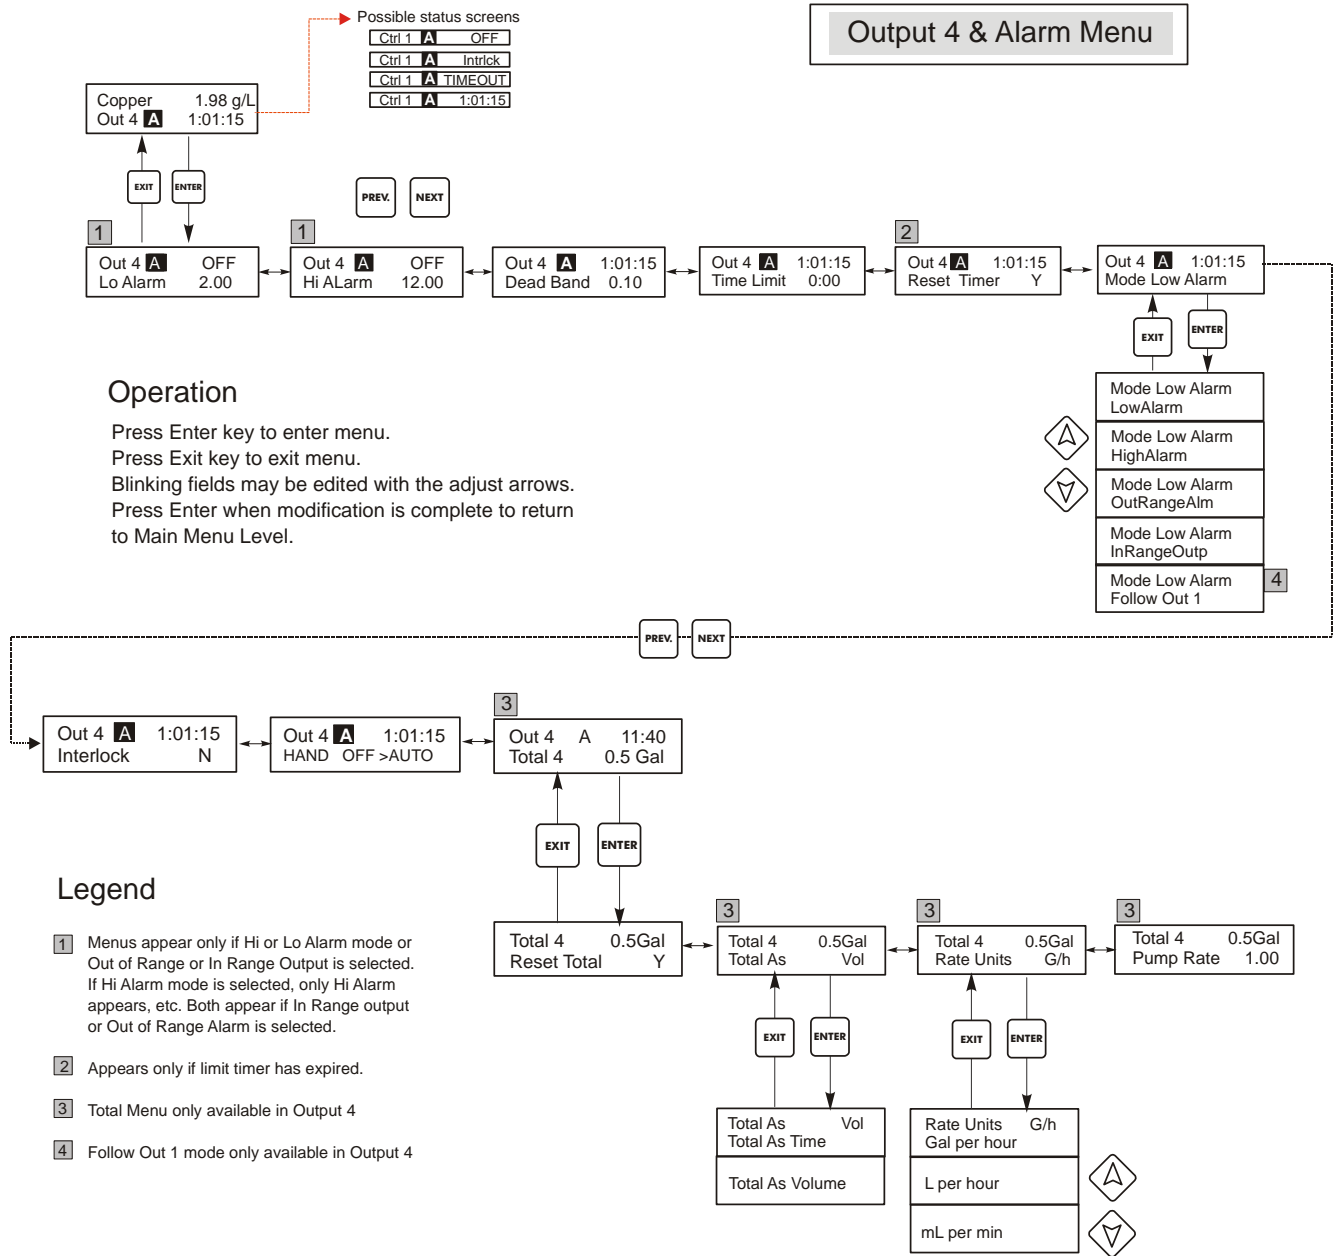 Possible status screens
Output 4 & Alarm Menu
Ctrl 1 A OFF
Ctrl 1 A Intrlck
Ctrl 1 A TIMEOUT
Ctrl 1 A 1:01:15
Copper 1.98 g/L
Out 4 A 1:01:15
EXIT ENTER
PREV. NEXT
1 1 2
Out 4 A OFF
Lo Alarm 2.00
Out 4 A OFF
Hi ALarm 12.00
Out 4 A 1:01:15
Dead Band 0.10
Out 4 A 1:01:15
Time Limit 0:00
Out 4 A 1:01:15
Reset Timer Y
Out 4 A 1:01:15
Mode Low Alarm
EXIT ENTER
Operation
Press Enter key to enter menu.
Press Exit key to exit menu.
Blinking fields may be edited with the adjust arrows.
Press Enter when modification is complete to return
to Main Menu Level.
Mode Low Alarm
LowAlarm
Mode Low Alarm
HighAlarm
Mode Low Alarm
OutRangeAlm
Mode Low Alarm
InRangeOutp
Mode Low Alarm
Follow Out 1
4
PREV. NEXT
3
Out 4 A 1:01:15
Interlock N
Out 4 A 1:01:15
HAND OFF >AUTO
Out 4 A 11:40
Total 4 0.5 Gal
EXIT ENTER
Legend
1 Menus appear only if Hi or Lo Alarm mode or
Out of Range or In Range Output is selected.
If Hi Alarm mode is selected, only Hi Alarm
appears, etc. Both appear if In Range output
or Out of Range Alarm is selected.
2 Appears only if limit timer has expired.
3 Total Menu only available in Output 4
4 Follow Out 1 mode only available in Output 4
3 3 3
Total 4 0.5Gal
Reset Total Y
Total 4 0.5Gal
Total As Vol
Total 4 0.5Gal
Rate Units G/h
Total 4 0.5Gal
Pump Rate 1.00
EXIT ENTER
EXIT ENTER
Total As Vol
Total As Time
Total As Volume
Rate Units G/h
Gal per hour
L per hour
mL per min